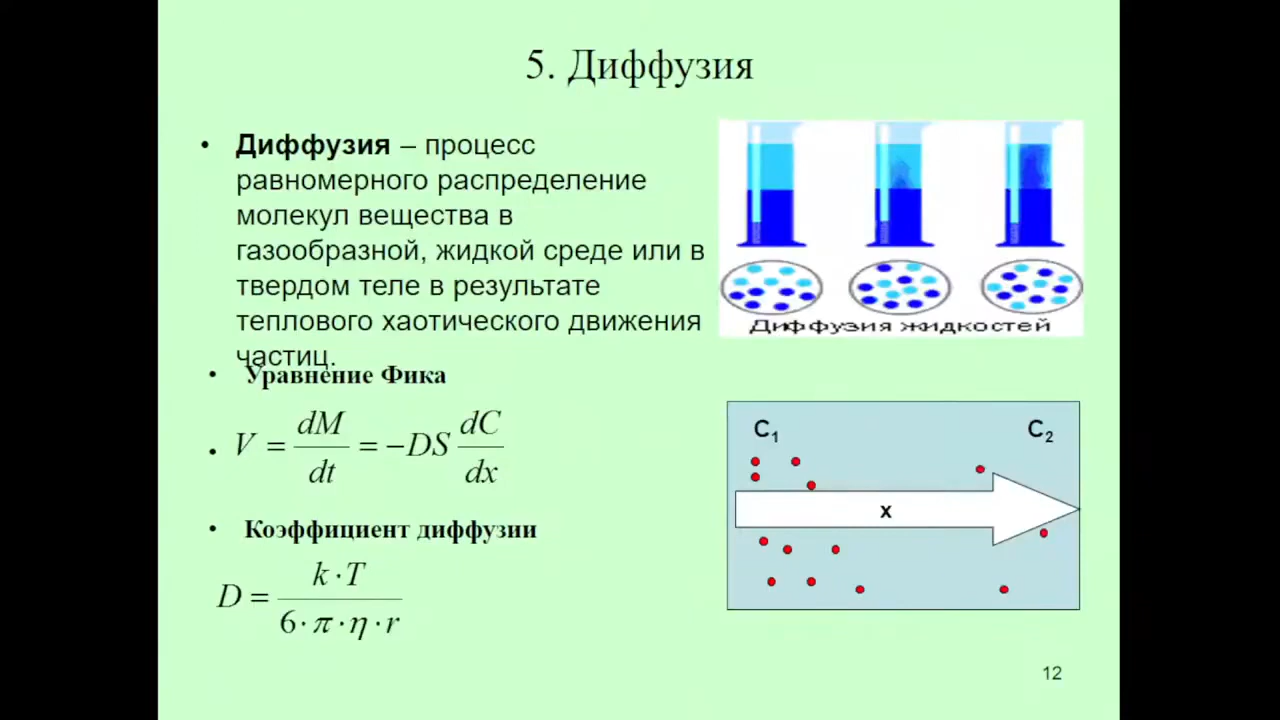 5. Диффузия
• Диффузия – процесс
равномерного распределение
молекул вещества в
газообразной, жидкой среде или в
твердом теле в результате
теплового хаотического движения
частиц.
• Уравнение Фика
• V = dM/dt = −DS dC/dx
• Коэффициент диффузии
D = k·T / 6·π·η·r
Диффузия жидкостей
C₁ C₂
x
12